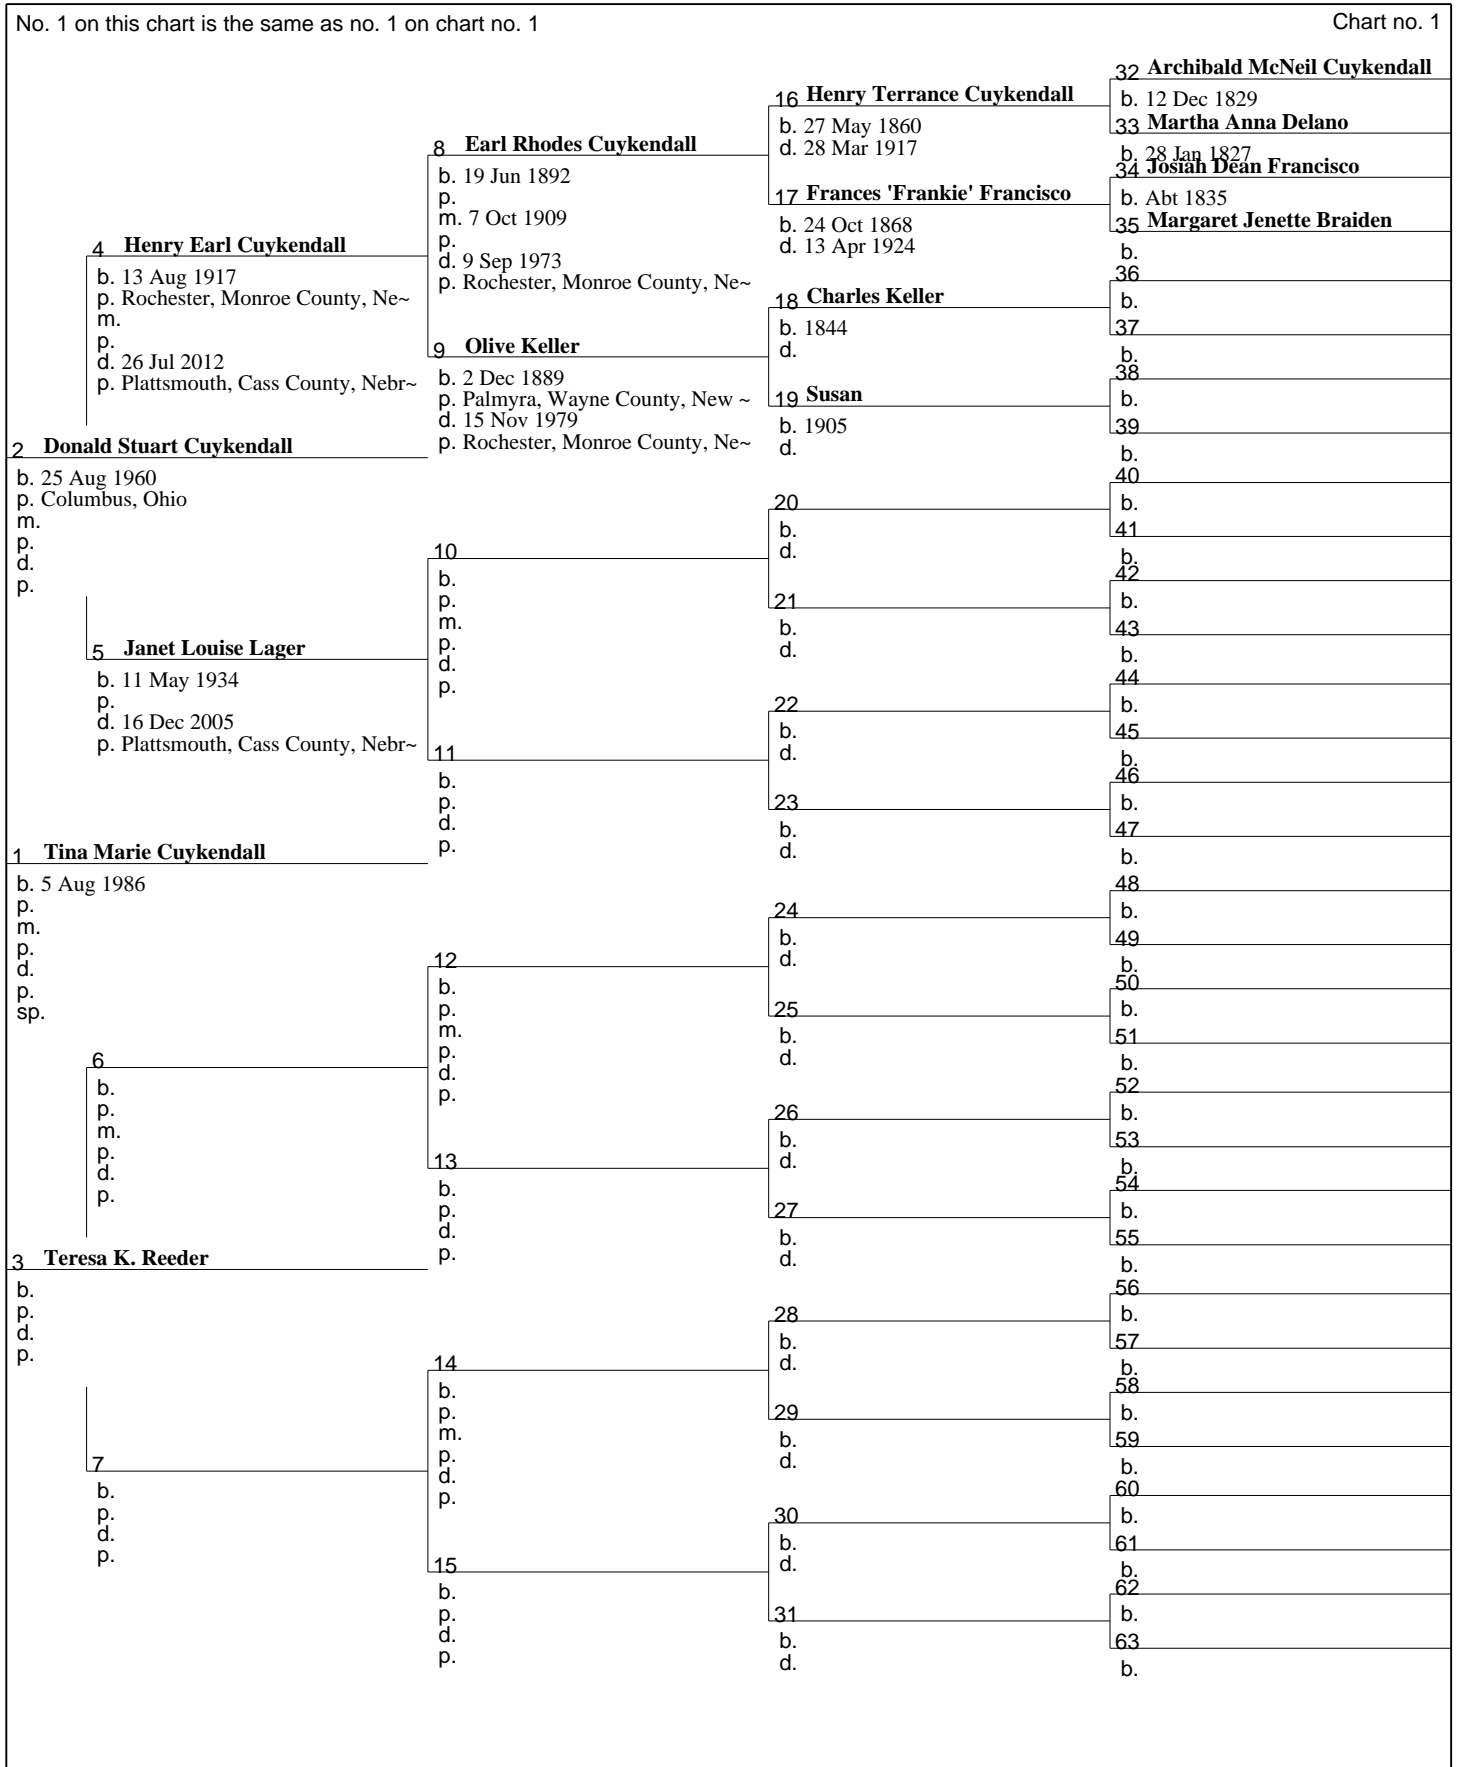 No. 1 on this chart is the same as no. 1 on chart no. 1
Chart no. 1
2 Donald Stuart Cuykendall
b. 25 Aug 1960
p. Columbus, Ohio
m.
p.
d.
p.
1 Tina Marie Cuykendall
b. 5 Aug 1986
p.
m.
p.
d.
p.
sp.
3 Teresa K. Reeder
b.
p.
d.
p.
4 Henry Earl Cuykendall
b. 13 Aug 1917
p. Rochester, Monroe County, Ne~
m.
p.
d. 26 Jul 2012
p. Plattsmouth, Cass County, Nebr~
5 Janet Louise Lager
b. 11 May 1934
p.
d. 16 Dec 2005
p. Plattsmouth, Cass County, Nebr~
6
b.
p.
m.
p.
d.
p.
7
b.
p.
d.
p.
8 Earl Rhodes Cuykendall
b. 19 Jun 1892
p.
m. 7 Oct 1909
p.
d. 9 Sep 1973
p. Rochester, Monroe County, Ne~
9 Olive Keller
b. 2 Dec 1889
p. Palmyra, Wayne County, New ~
d. 15 Nov 1979
p. Rochester, Monroe County, Ne~
10
b.
p.
m.
p.
d.
p.
11
b.
p.
d.
p.
12
b.
p.
m.
p.
d.
p.
13
b.
p.
d.
p.
14
b.
p.
m.
p.
d.
p.
15
b.
p.
d.
p.
16 Henry Terrance Cuykendall
b. 27 May 1860
d. 28 Mar 1917
17 Frances 'Frankie' Francisco
b. 24 Oct 1868
d. 13 Apr 1924
18 Charles Keller
b. 1844
d.
19 Susan
b. 1905
d.
20
b.
d.
21
b.
d.
22
b.
d.
23
b.
d.
24
b.
d.
25
b.
d.
26
b.
d.
27
b.
d.
28
b.
d.
29
b.
d.
30
b.
d.
31
b.
d.
32 Archibald McNeil Cuykendall
b. 12 Dec 1829
33 Martha Anna Delano
b. 28 Jan 1827
34 Josiah Dean Francisco
b. Abt 1835
35 Margaret Jenette Braiden
b.
36
b.
37
b.
38
b.
39
b.
40
b.
41
b.
42
b.
43
b.
44
b.
45
b.
46
b.
47
b.
48
b.
49
b.
50
b.
51
b.
52
b.
53
b.
54
b.
55
b.
56
b.
57
b.
58
b.
59
b.
60
b.
61
b.
62
b.
63
b.